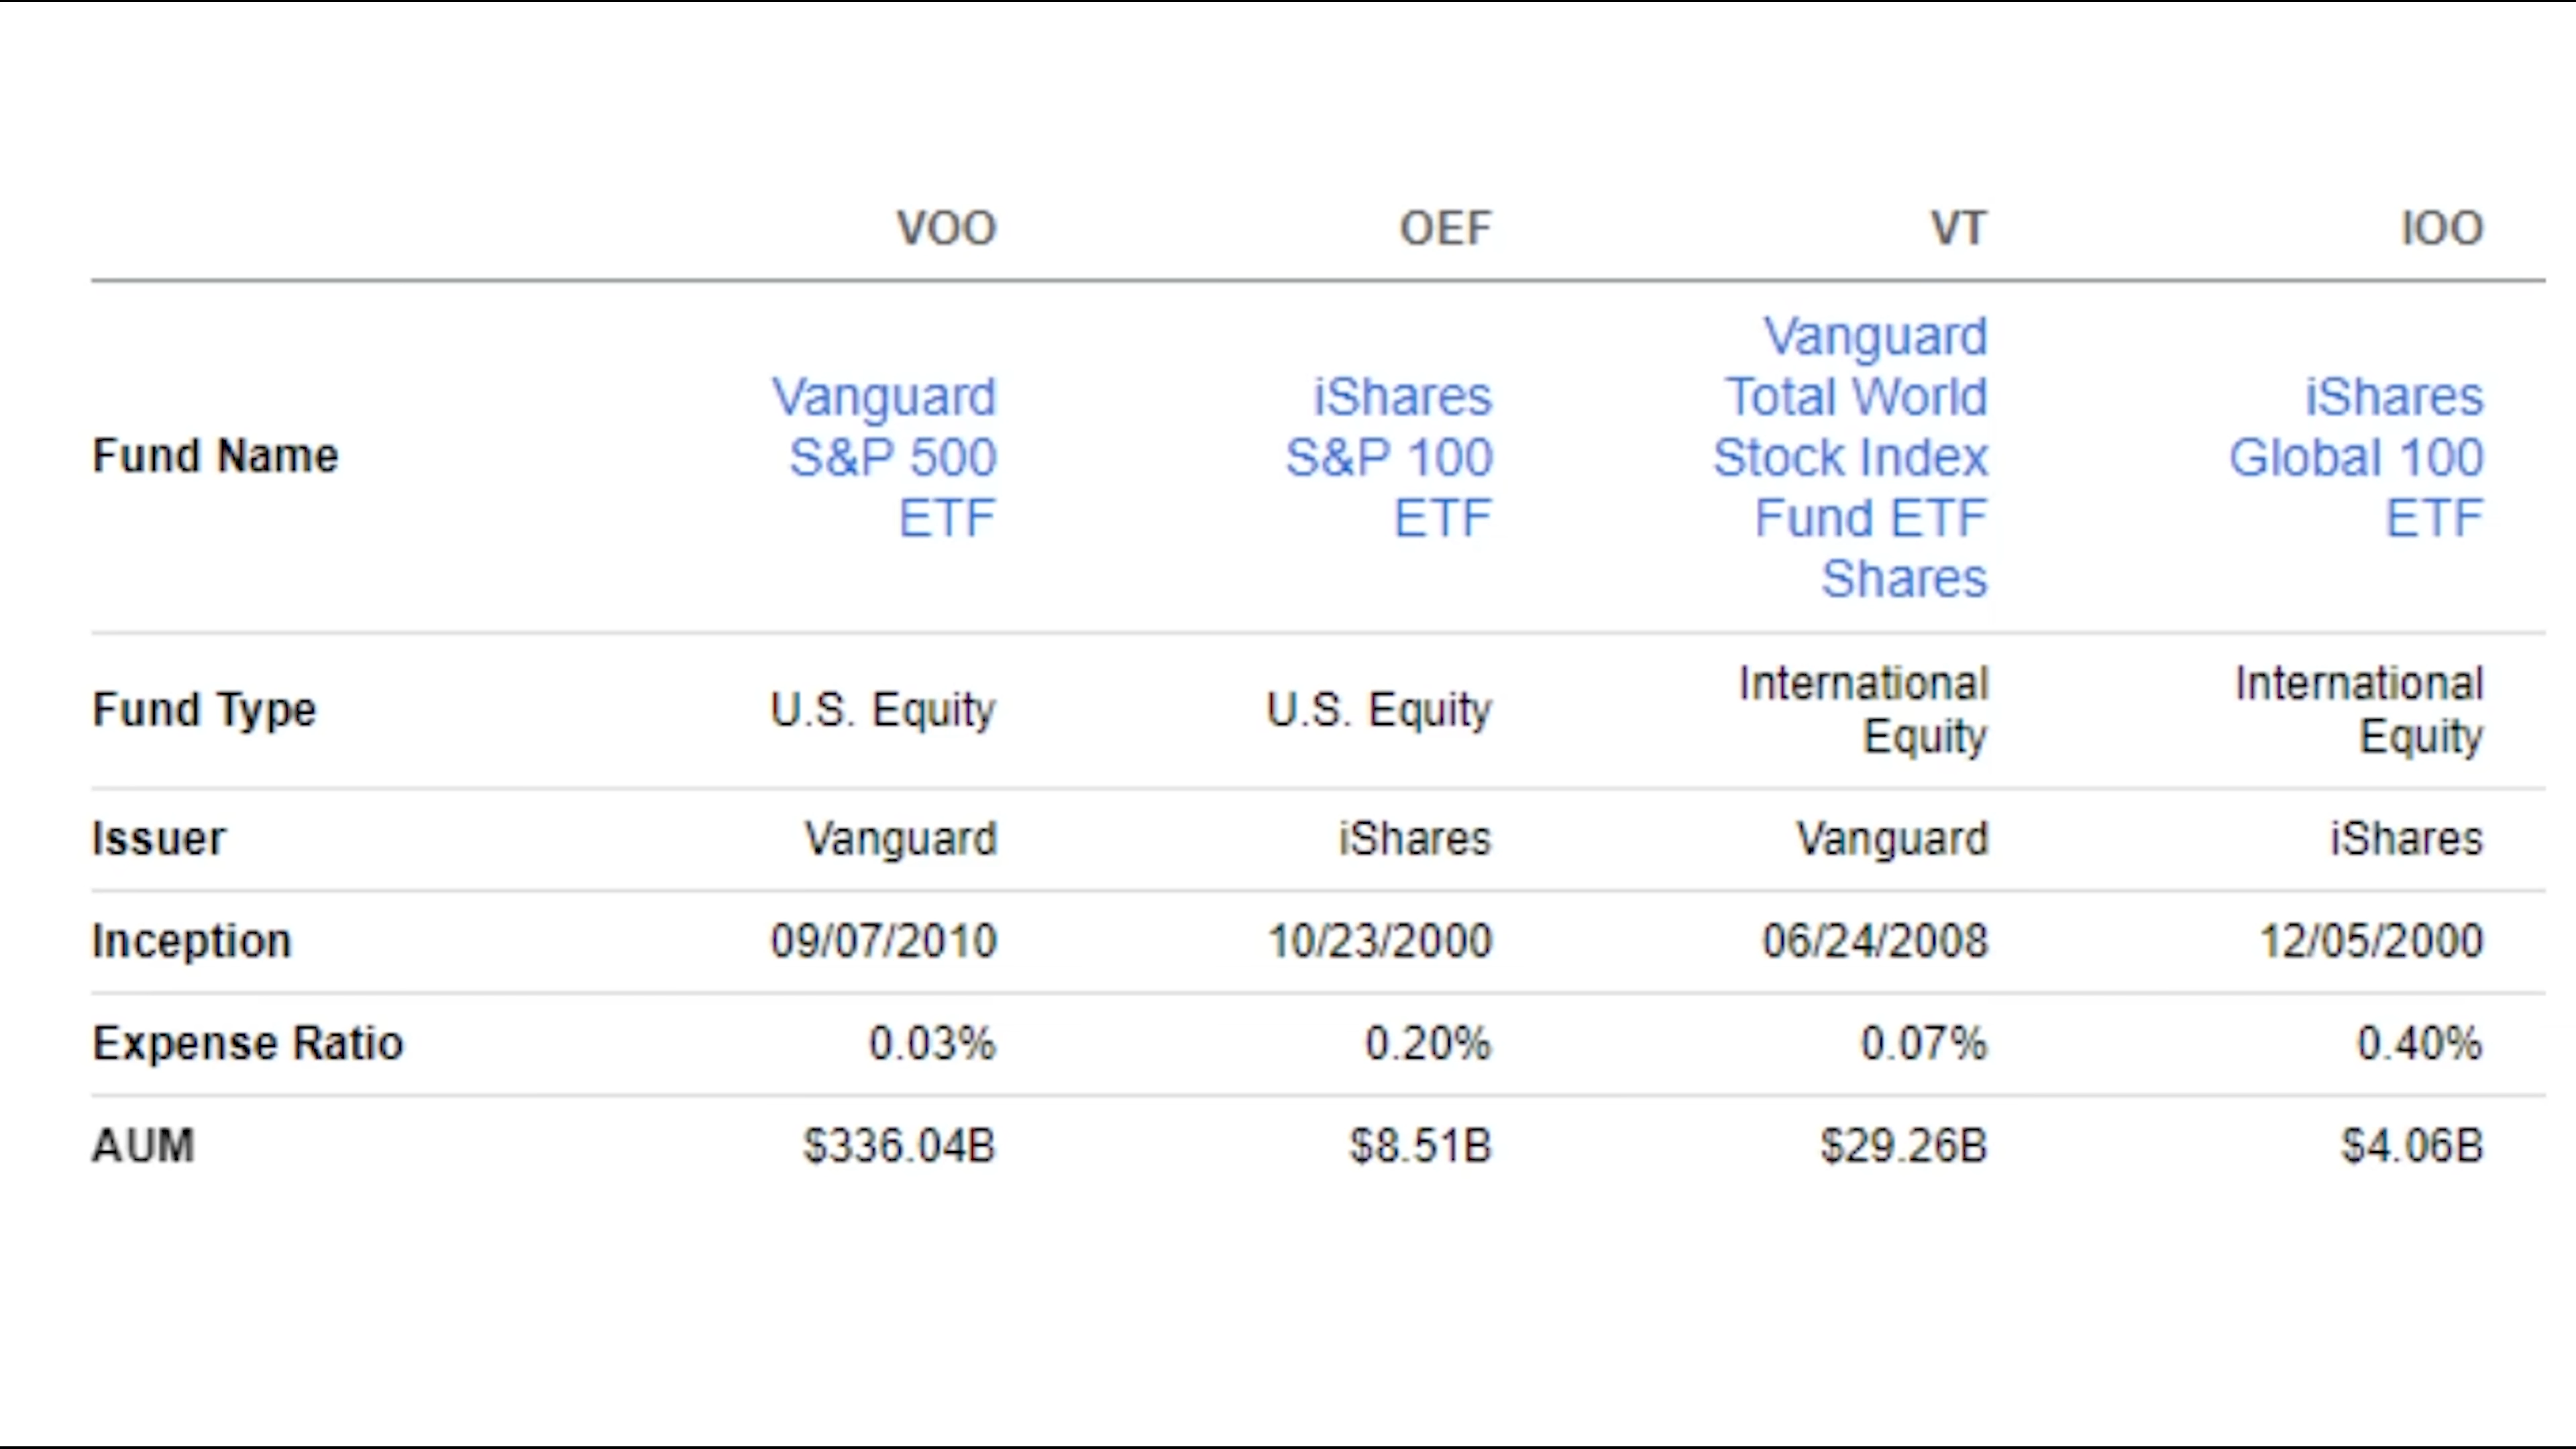 VOO OEF VT IOO
Fund Name
Vanguard
S&P 500
ETF
iShares
S&P 100
ETF
Vanguard
Total World
Stock Index
Fund ETF
Shares
iShares
Global 100
ETF
Fund Type
U.S. Equity
U.S. Equity
International
Equity
International
Equity
Issuer Vanguard iShares Vanguard iShares
Inception 09/07/2010 10/23/2000 06/24/2008 12/05/2000
Expense Ratio 0.03% 0.20% 0.07% 0.40%
AUM $336.04B $8.51B $29.26B $4.06B